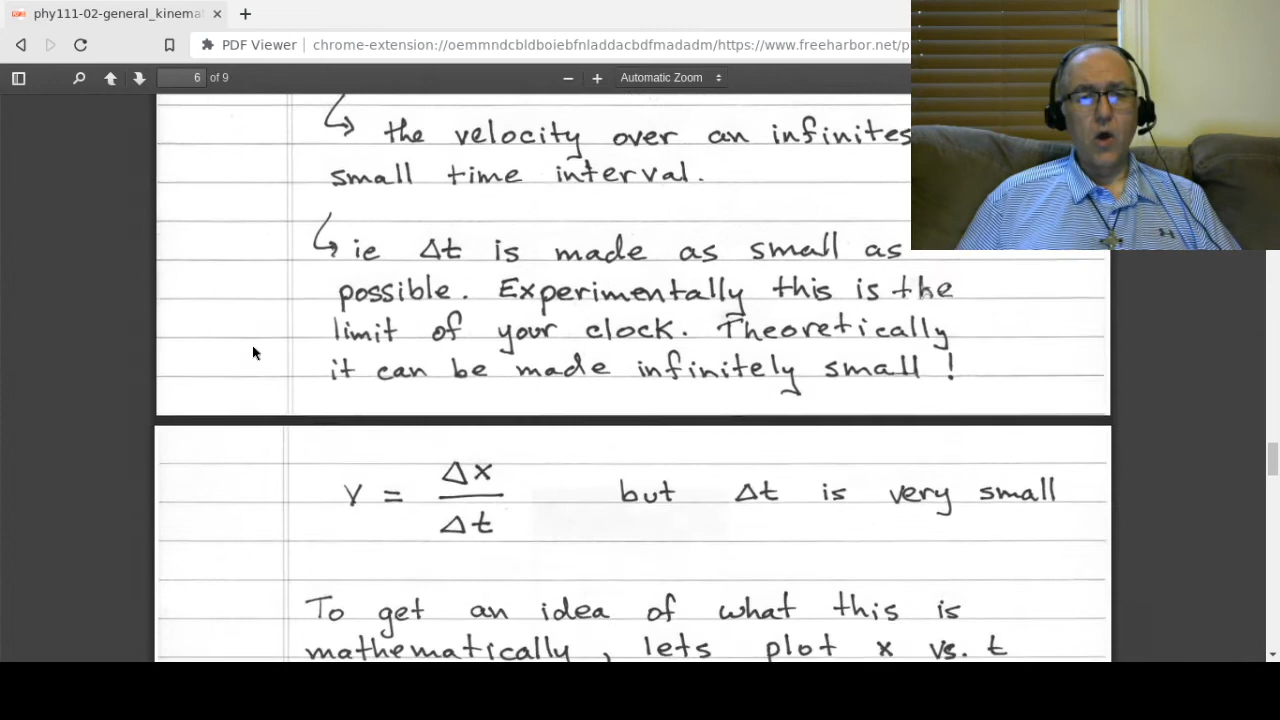 phy111-02-general_kinema
PDF Viewer
chrome-extension://oemmndcbldboiebfnladdacbdfmadadm/https://www.freeharbor.net/p
6 of 9
Automatic Zoom
the velocity over an infinites
small time interval.
ie Δt is made as small as
possible. Experimentally this is the
limit of your clock. Theoretically
it can be made infinitely small !
v = Δx / Δt but Δt is very small
To get an idea of what this is
mathematically, lets plot x vs. t